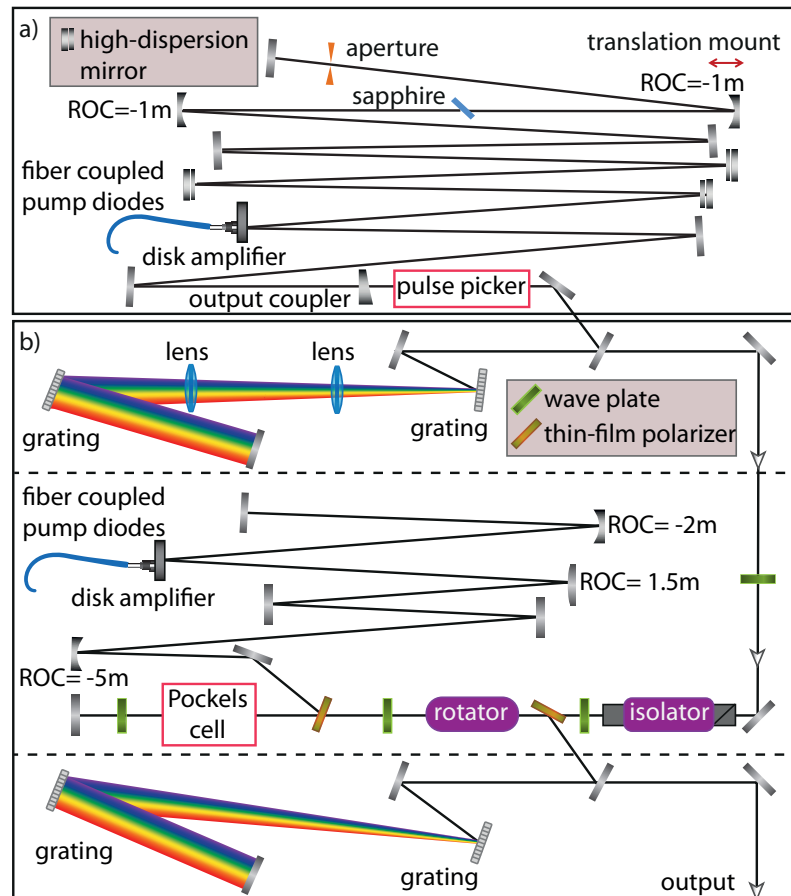 a)
high-dispersion
mirror
aperture
translation mount
ROC=-1m
ROC=-1m
sapphire
fiber coupled
pump diodes
disk amplifier
output coupler
pulse picker
b)
lens
lens
grating
grating
wave plate
thin-film polarizer
fiber coupled
pump diodes
disk amplifier
ROC= -2m
ROC= 1.5m
ROC= -5m
Pockels
cell
rotator
isolator
grating
grating
output